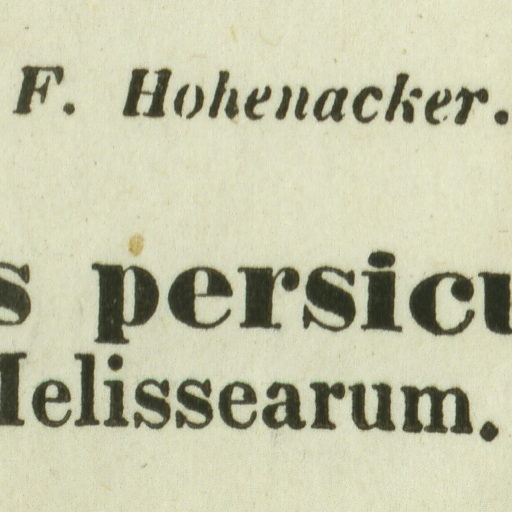 F. Hohenacker.
s persicu
Melissearum.